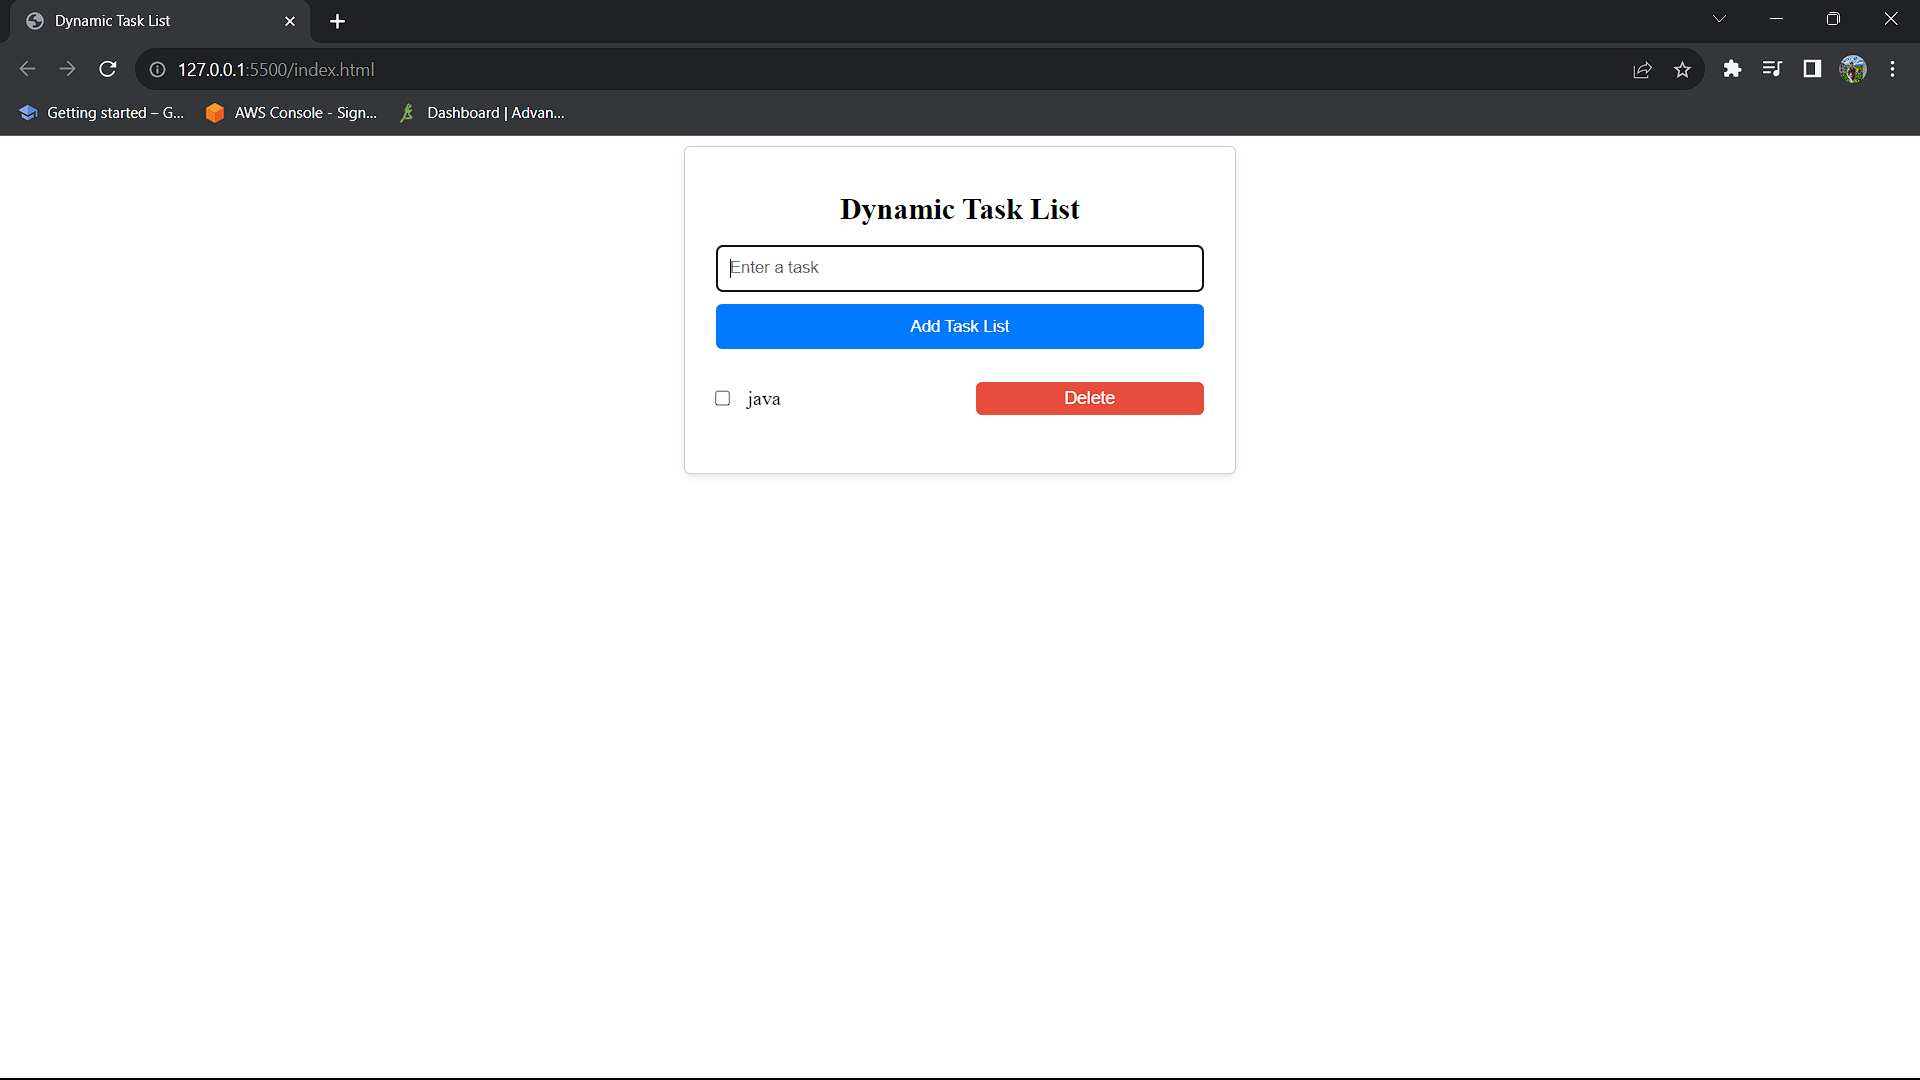 Dynamic Task List
127.0.0.1:5500/index.html
Getting started – G... AWS Console - Sign... Dashboard | Advan...
Dynamic Task List
Enter a task
Add Task List
java Delete